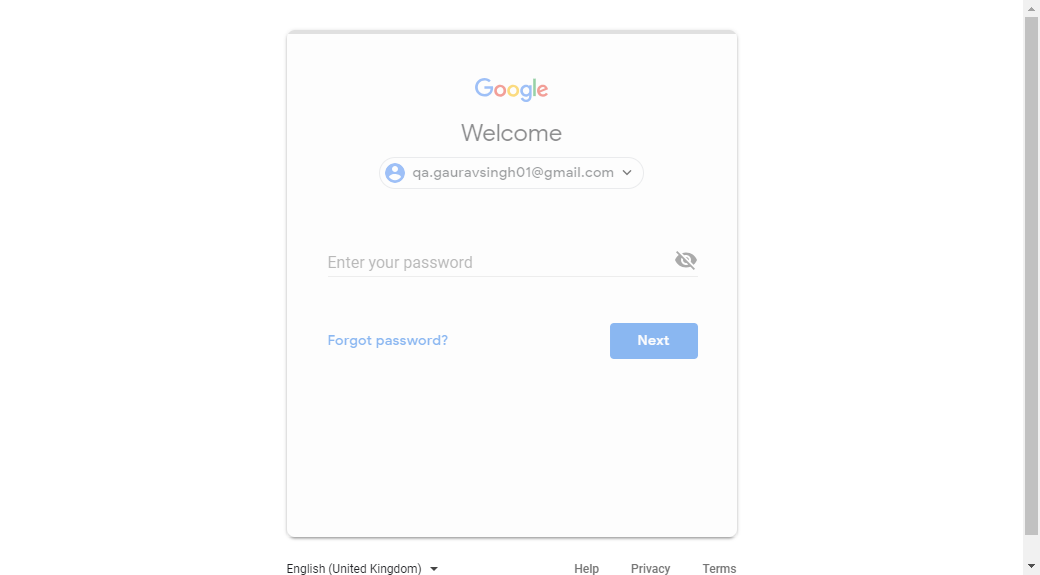 Google
Welcome
qa.gauravsingh01@gmail.com
Enter your password
Forgot password?
Next
English (United Kingdom)
Help
Privacy
Terms